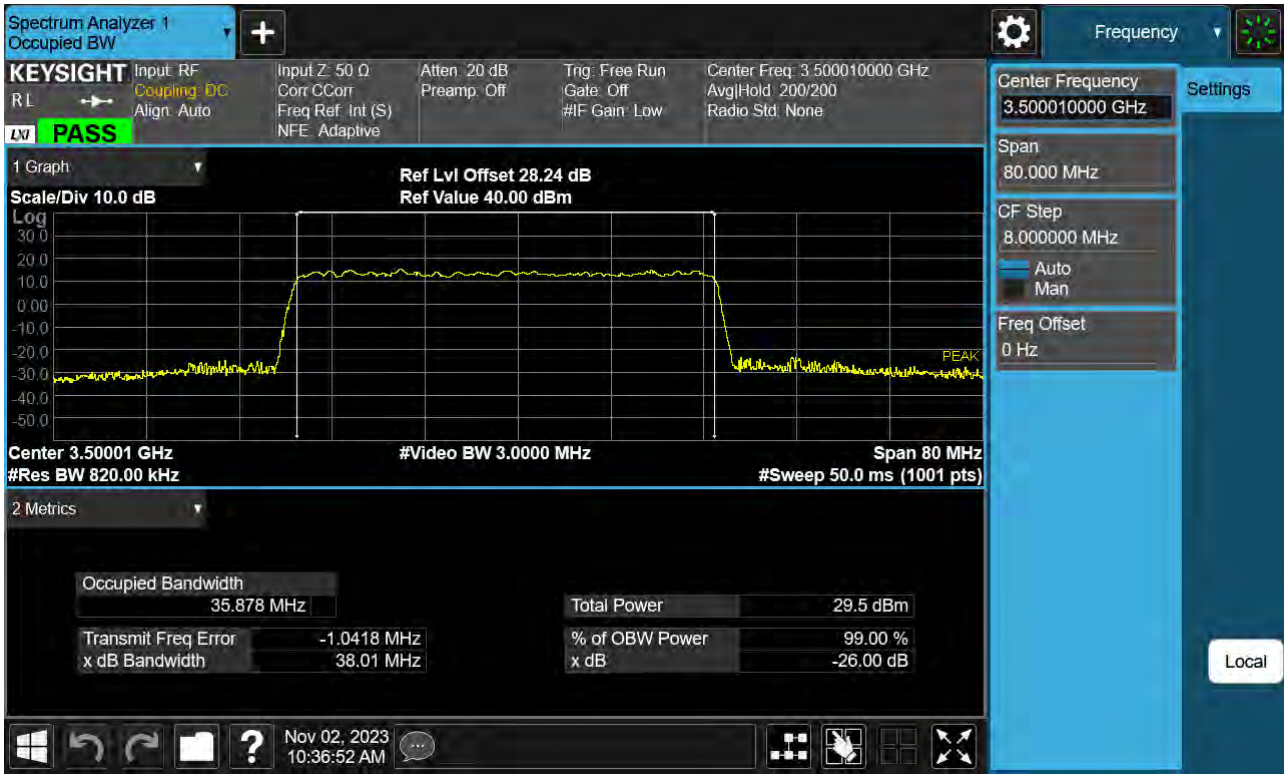 Spectrum Analyzer 1
Occupied BW
Frequency
KEYSIGHT
RL
LXI PASS
Input: RF
Coupling: DC
Align: Auto
Input Z: 50 Ω
Corr CCorr
Freq Ref: Int (S)
NFE: Adaptive
Atten: 20 dB
Preamp: Off
Trig: Free Run
Gate: Off
#IF Gain: Low
Center Freq: 3.500010000 GHz
Avg|Hold: 200/200
Radio Std: None
Center Frequency
3.500010000 GHz
Settings
Span
80.000 MHz
CF Step
8.000000 MHz
Auto
Man
Freq Offset
0 Hz
Local
1 Graph
Scale/Div 10.0 dB
Ref Lvl Offset 28.24 dB
Ref Value 40.00 dBm
Log
30.0
20.0
10.0
0.00
-10.0
-20.0
-30.0
-40.0
-50.0
PEAK
Center 3.50001 GHz
#Video BW 3.0000 MHz
Span 80 MHz
#Res BW 820.00 kHz
#Sweep 50.0 ms (1001 pts)
2 Metrics
Occupied Bandwidth
35.878 MHz
Transmit Freq Error -1.0418 MHz
x dB Bandwidth 38.01 MHz
Total Power 29.5 dBm
% of OBW Power 99.00 %
x dB -26.00 dB
Nov 02, 2023
10:36:52 AM